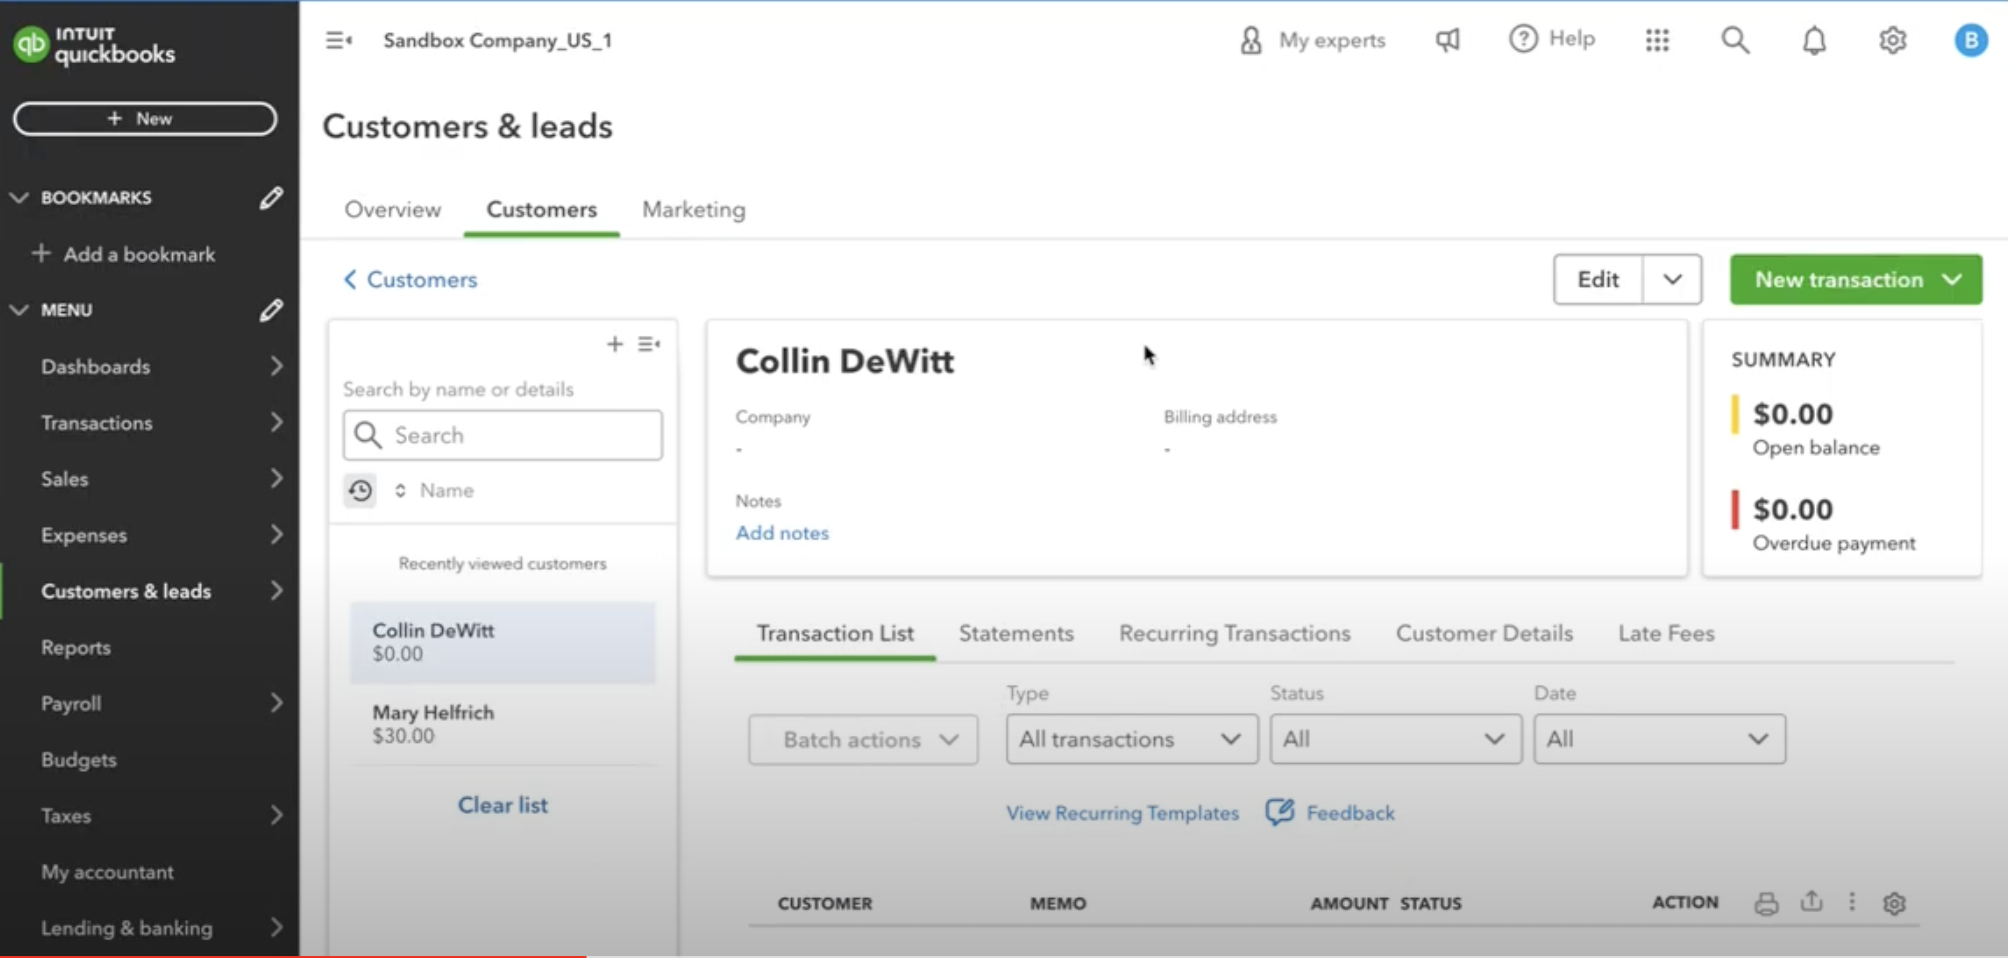 qb INTUIT quickbooks
Sandbox Company_US_1
My experts
Help
B
+ New
BOOKMARKS
+ Add a bookmark
MENU
Dashboards
Transactions
Sales
Expenses
Customers & leads
Reports
Payroll
Budgets
Taxes
My accountant
Lending & banking
Customers & leads
Overview
Customers
Marketing
Customers
Edit
New transaction
Search by name or details
Search
Name
Recently viewed customers
Collin DeWitt
$0.00
Mary Helfrich
$30.00
Clear list
Collin DeWitt
Company
-
Billing address
-
Notes
Add notes
SUMMARY
$0.00
Open balance
$0.00
Overdue payment
Transaction List
Statements
Recurring Transactions
Customer Details
Late Fees
Batch actions
Type
All transactions
Status
All
Date
All
View Recurring Templates
Feedback
CUSTOMER
MEMO
AMOUNT
STATUS
ACTION